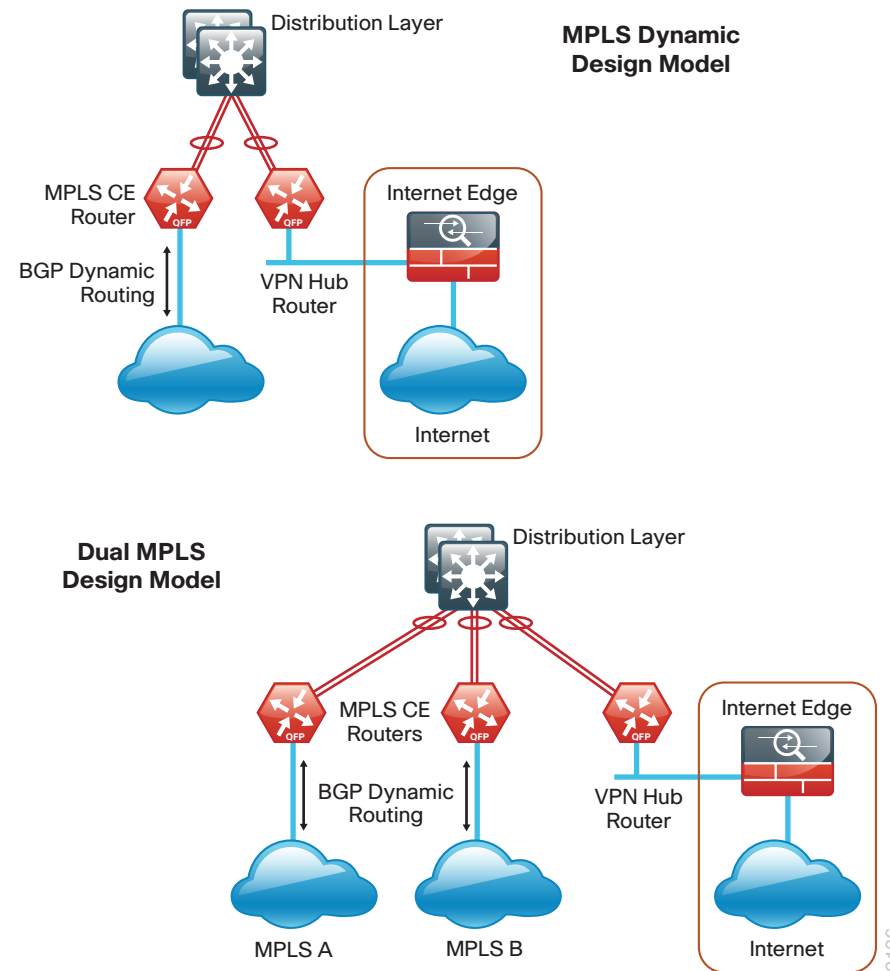 Distribution Layer
MPLS Dynamic
Design Model
MPLS CE
Router
QFP
QFP
Internet Edge
BGP Dynamic
Routing
VPN Hub
Router
Internet
Dual MPLS
Design Model
Distribution Layer
QFP
MPLS CE
Routers
QFP
QFP
Internet Edge
BGP Dynamic
Routing
VPN Hub
Router
MPLS A
MPLS B
Internet